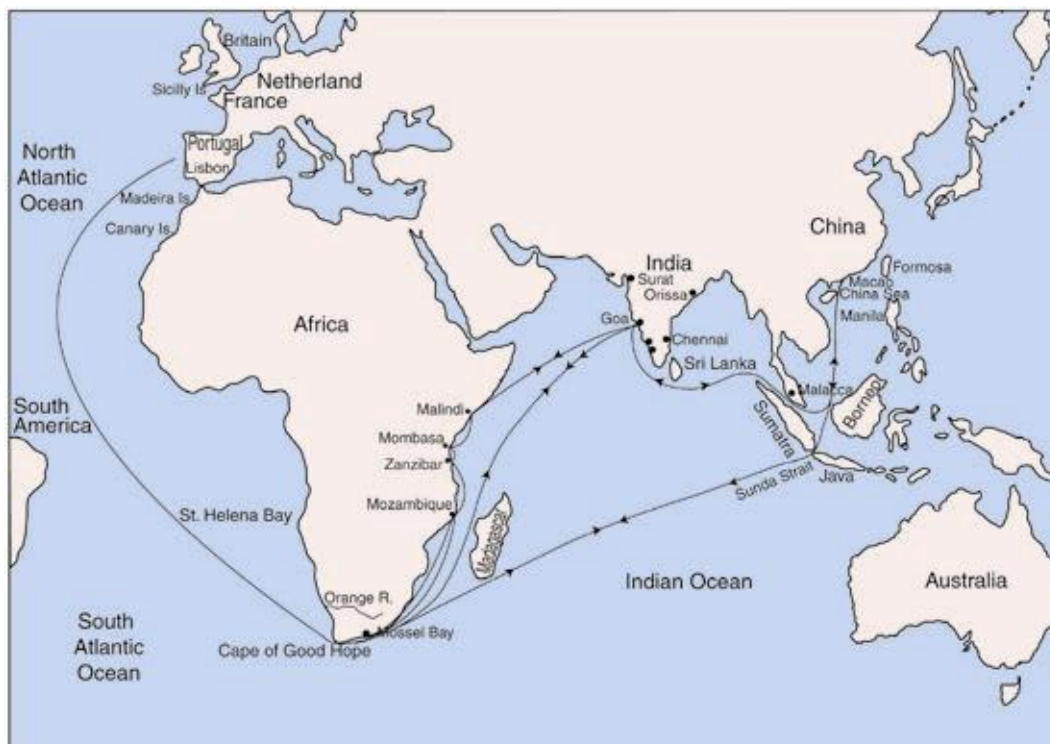 Britain
Netherland
Sicilly Is
France
Portugal
Lisbon
North
Atlantic
Ocean
Madeira Is.
Canary Is.
China
India
Surat
Orissa
Formosa
Macao
China Sea
Manila
Goa
Chennai
Africa
Sri Lanka
Malacca
Borneo
South
America
Malindi
Mombasa
Zanzibar
Sumatra
Sunda Strait
Java
Mozambique
St. Helena Bay
Madagascar
Indian Ocean
Australia
Orange R.
Mossel Bay
South
Atlantic
Ocean
Cape of Good Hope